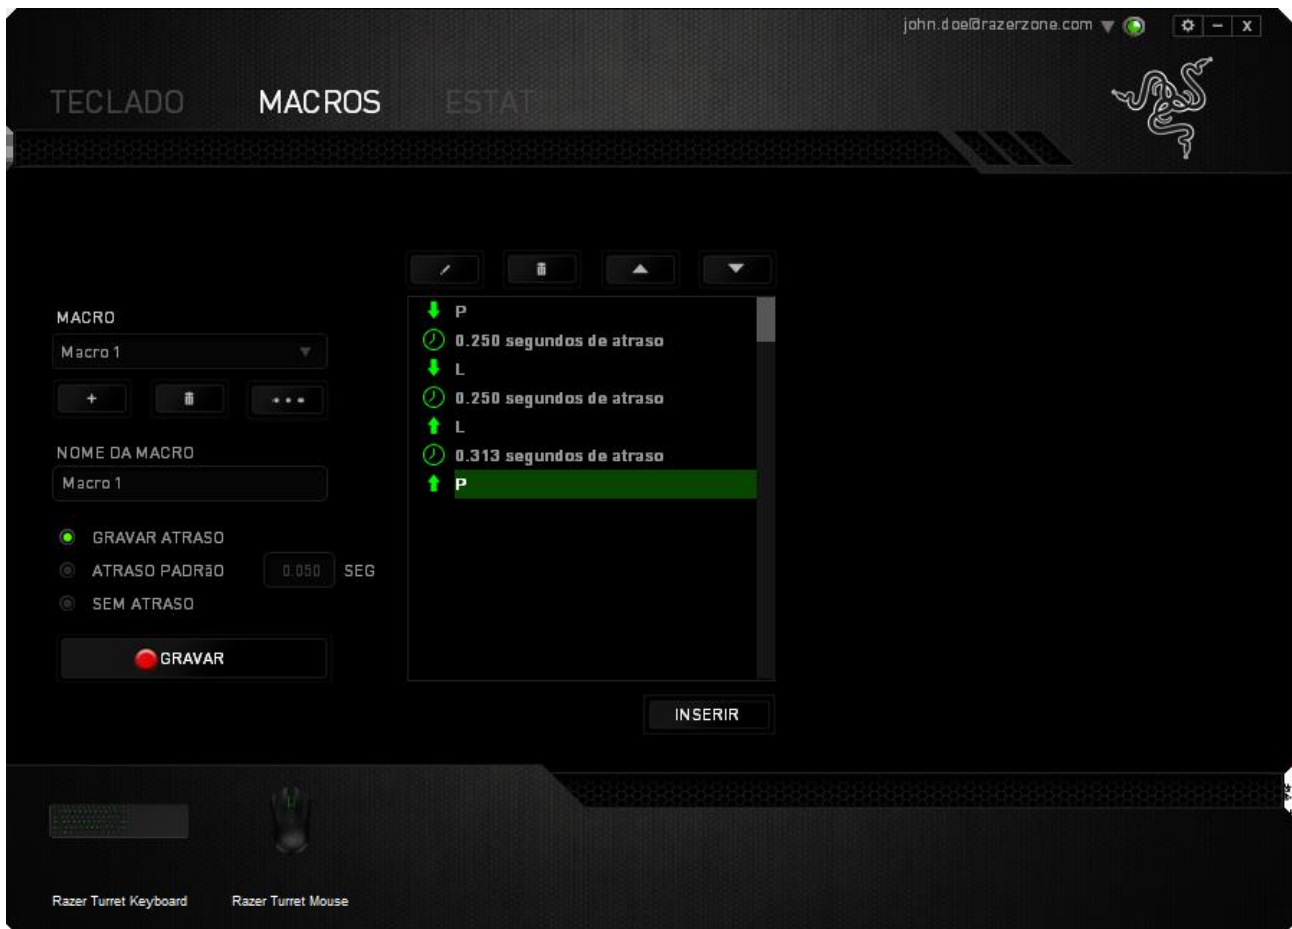 john.doe@razerzone.com
TECLADO MACROS ESTAT
MACRO
Macro 1
NOME DA MACRO
Macro 1
GRAVAR ATRASO
ATRASO PADRãO 0.050 SEG
SEM ATRASO
GRAVAR
P
0.250 segundos de atraso
L
0.250 segundos de atraso
L
0.313 segundos de atraso
P
INSERIR
Razer Turret Keyboard
Razer Turret Mouse